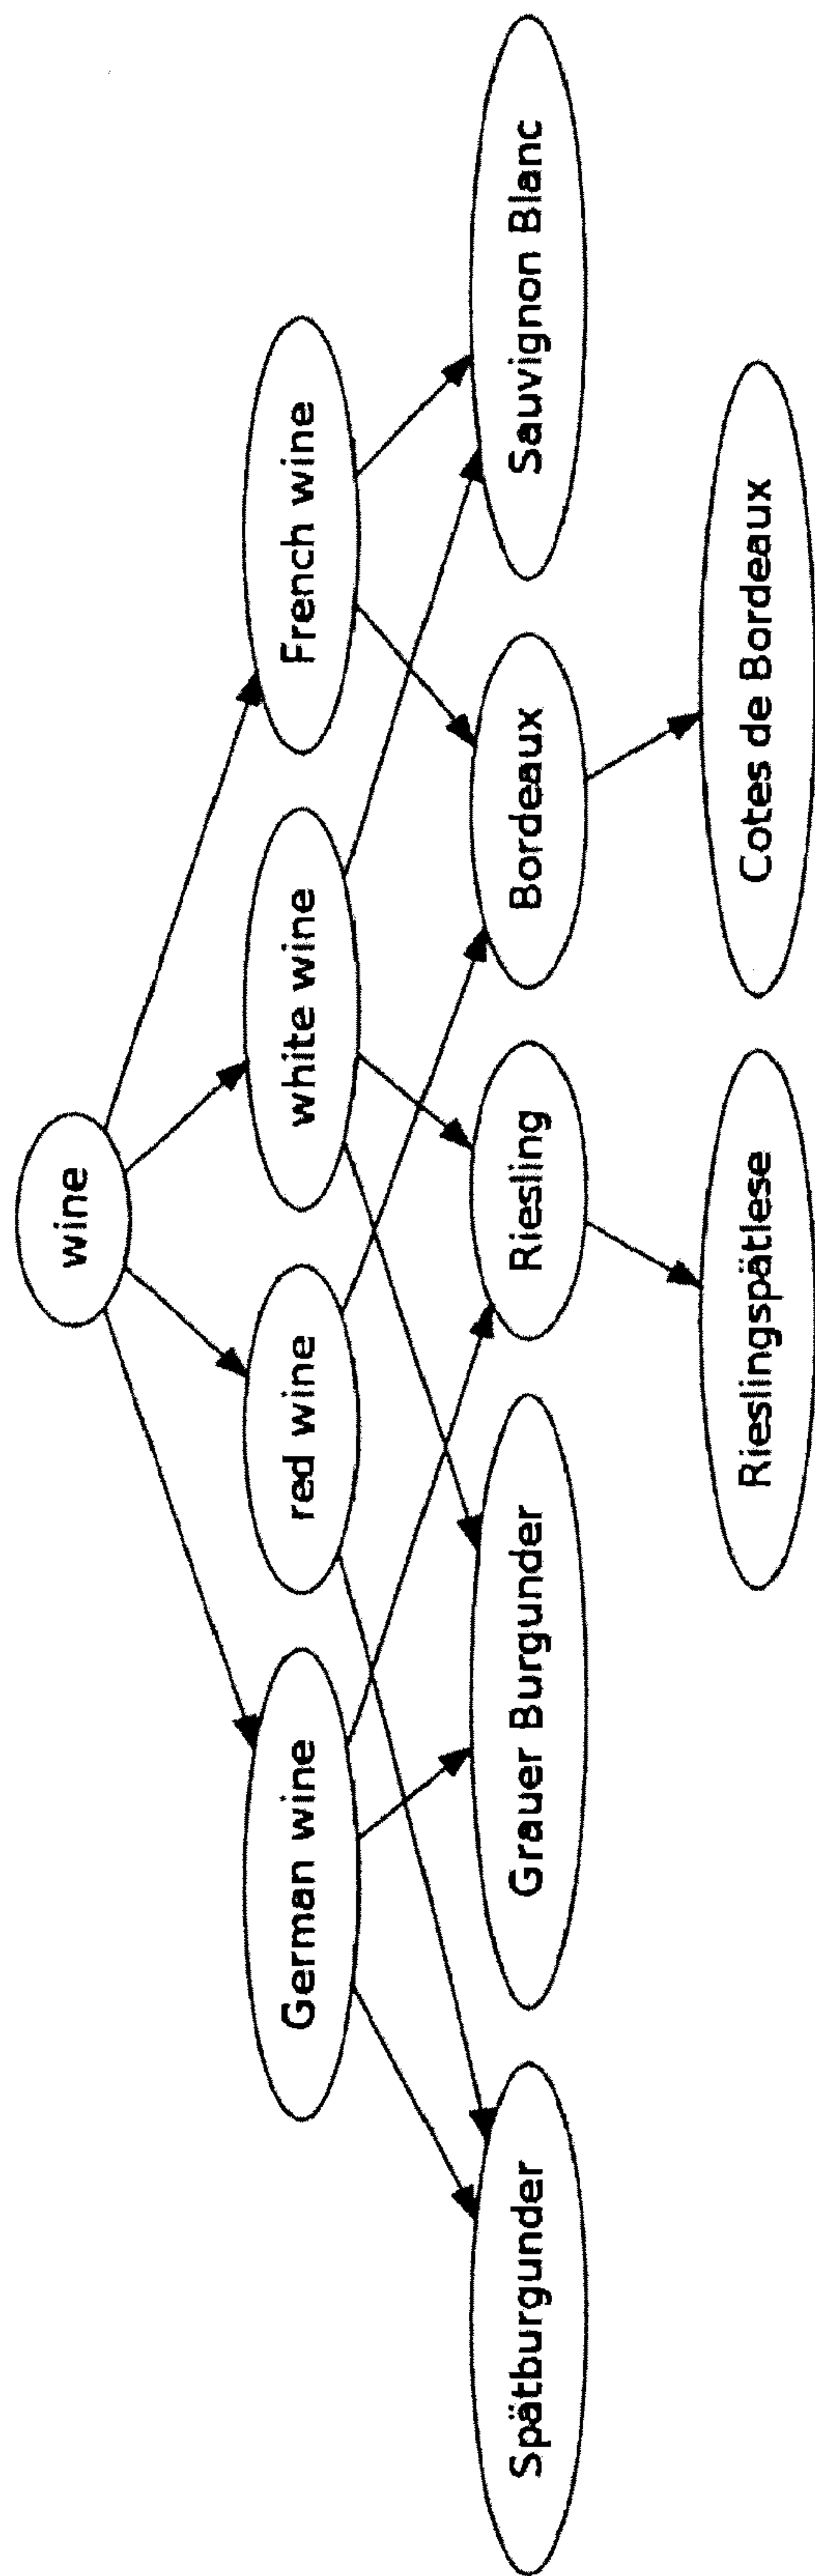 wine
German wine
red wine
white wine
French wine
Spätburgunder
Grauer Burgunder
Riesling
Bordeaux
Sauvignon Blanc
Rieslingspätlese
Cotes de Bordeaux